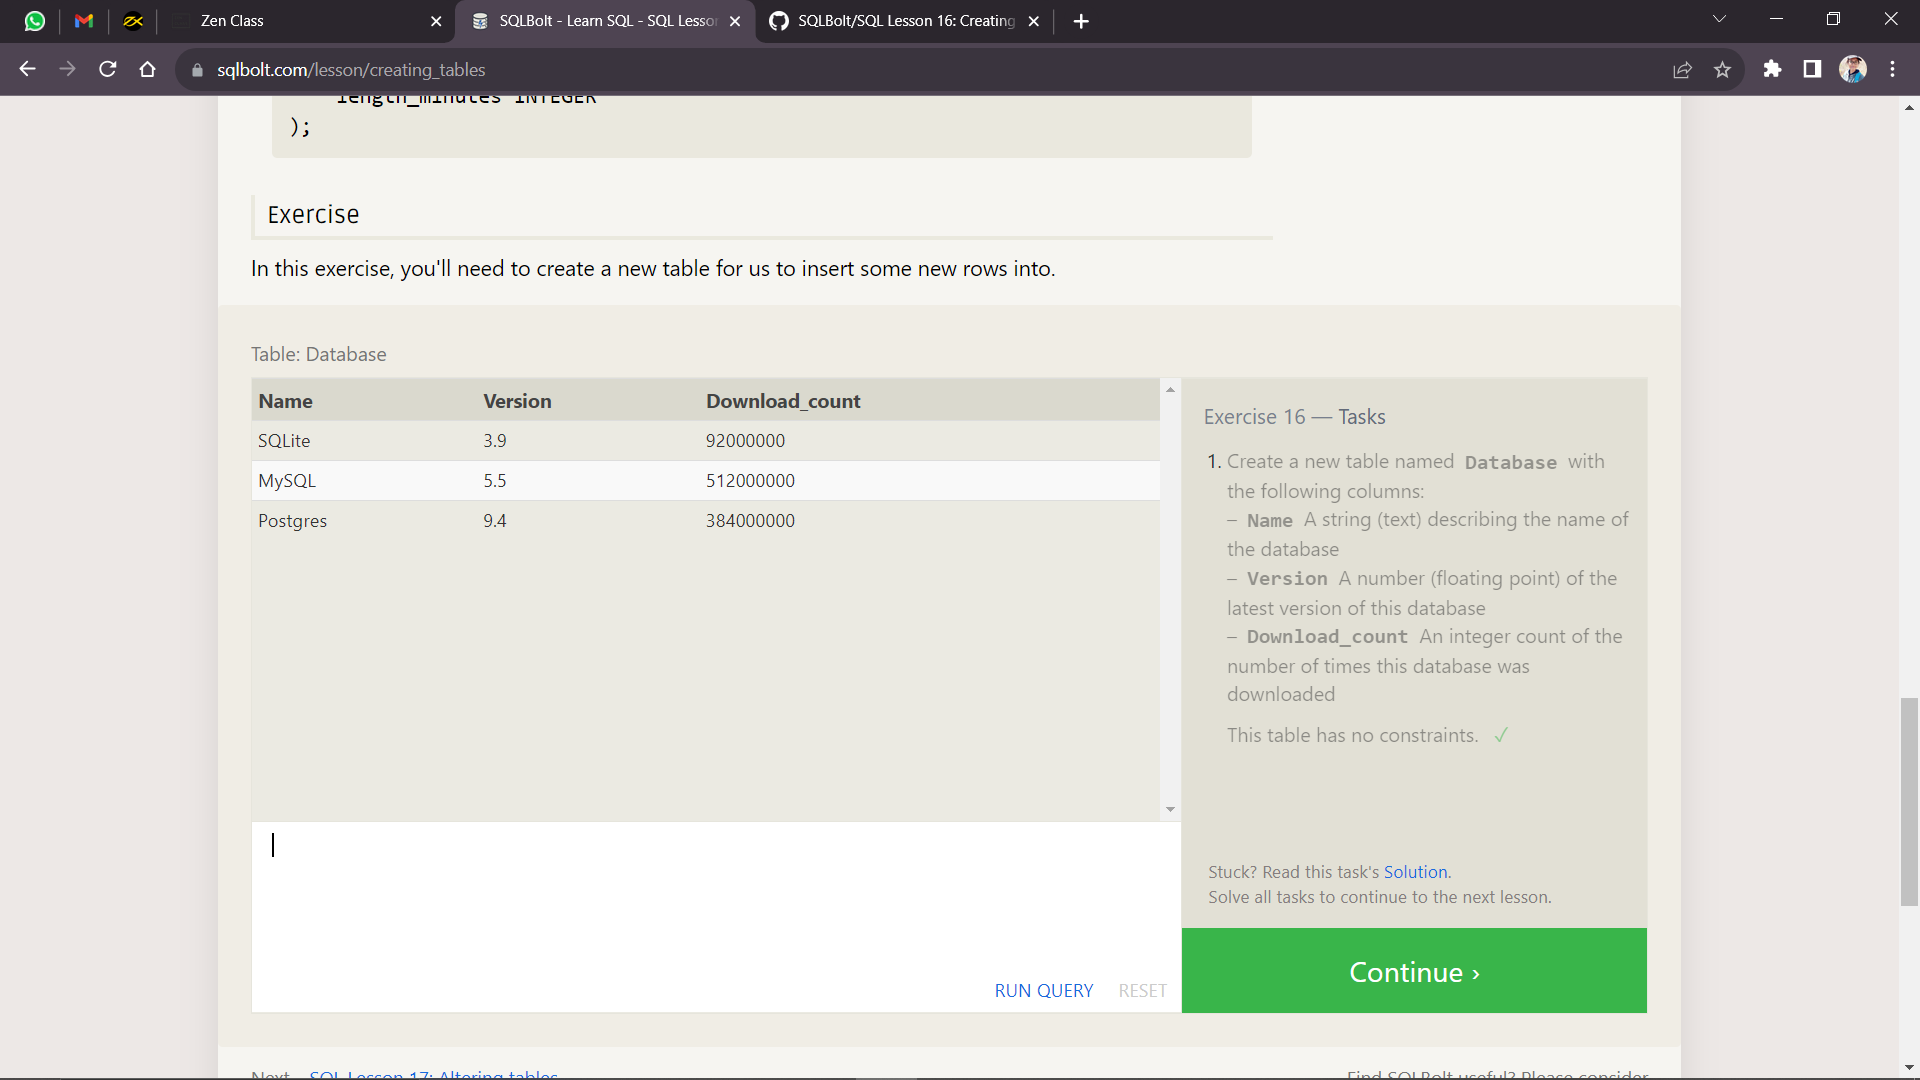 Zen Class
SQLBolt - Learn SQL - SQL Lesso
SQLBolt/SQL Lesson 16: Creating
sqlbolt.com/lesson/creating_tables
length_minutes INTEGER
);
Exercise
In this exercise, you'll need to create a new table for us to insert some new rows into.
Table: Database
Name Version Download_count
SQLite 3.9 92000000
MySQL 5.5 512000000
Postgres 9.4 384000000
Exercise 16 — Tasks
1. Create a new table named Database with
the following columns:
– Name A string (text) describing the name of
the database
– Version A number (floating point) of the
latest version of this database
– Download_count An integer count of the
number of times this database was
downloaded
This table has no constraints. ✓
Stuck? Read this task's Solution.
Solve all tasks to continue to the next lesson.
RUN QUERY RESET
Continue ›
Next – SQL Lesson 17: Altering tables
Find SQLBolt useful? Please consider